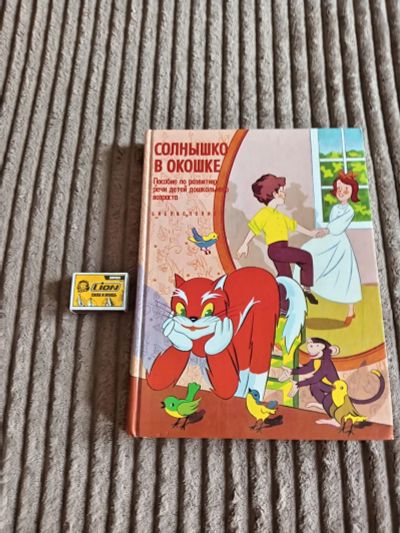 СОЛНЫШКО
В ОКОШКЕ
Пособие по развитию
речи детей дошкольного
возраста
LION